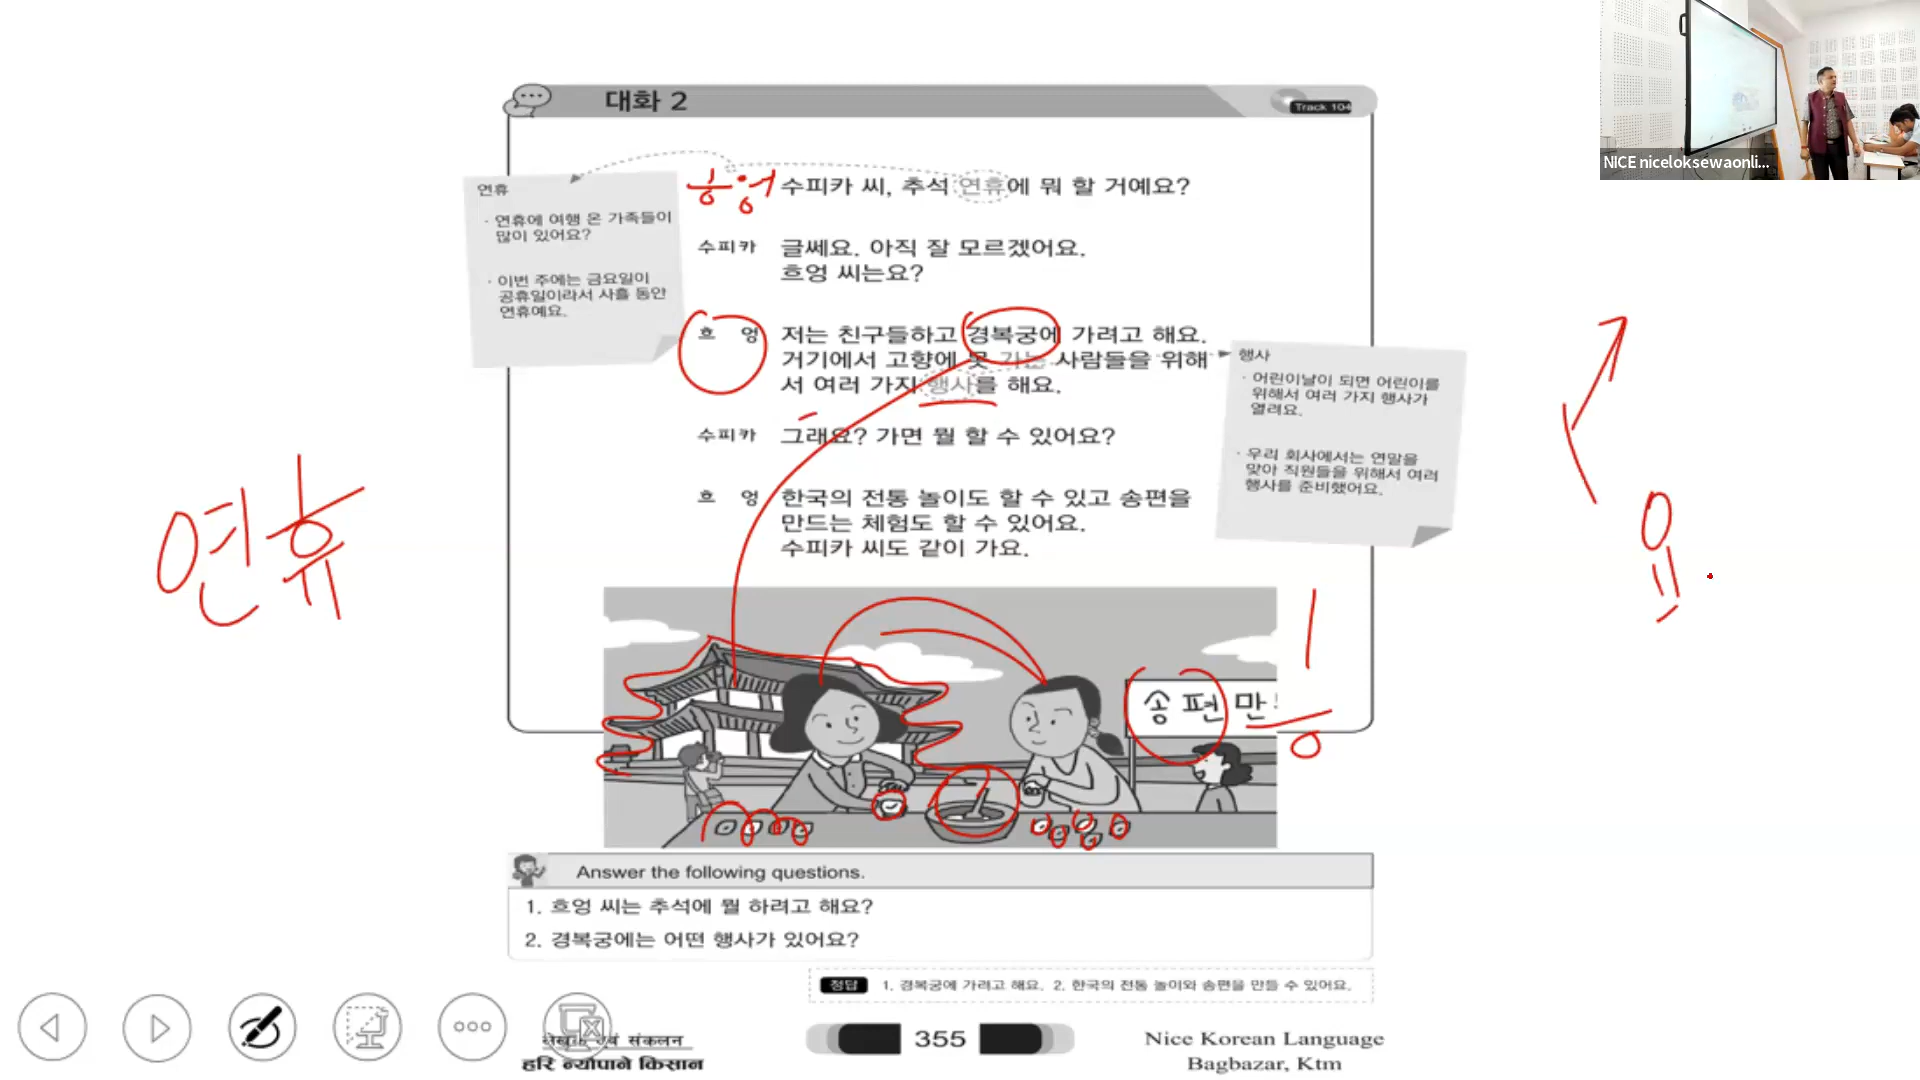 대화 2
Track 104
NICE niceloksewaonli...
연휴
· 연휴에 여행 온 가족들이
많이 있어요?
· 이번 주에는 금요일이
공휴일이라서 사흘 동안
연휴예요.
흐엉 수피카 씨, 추석 연휴에 뭐 할 거예요?
수피카 글쎄요. 아직 잘 모르겠어요.
흐엉 씨는요?
흐 엉 저는 친구들하고 경복궁에 가려고 해요.
거기에서 고향에 못 가는 사람들을 위해
서 여러 가지 행사를 해요.
수피카 그래요? 가면 뭘 할 수 있어요?
흐 엉 한국의 전통 놀이도 할 수 있고 송편을
만드는 체험도 할 수 있어요.
수피카 씨도 같이 가요.
행사
· 어린이날이 되면 어린이를
위해서 여러 가지 행사가
열려요.
· 우리 회사에서는 연말을
맞아 직원들을 위해서 여러
행사를 준비했어요.
연휴
송편 만
Answer the following questions.
1. 흐엉 씨는 추석에 뭘 하려고 해요?
2. 경복궁에는 어떤 행사가 있어요?
정답 1. 경복궁에 가려고 해요. 2. 한국의 전통 놀이와 송편을 만들 수 있어요.
एवं संकलन
हरि न्यौपाने किसान
355
Nice Korean Language
Bagbazar, Ktm